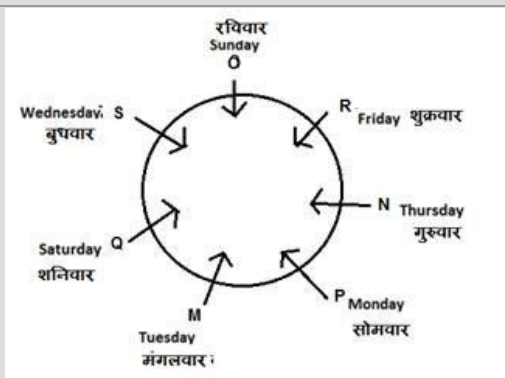 रविवार
Sunday
O
Wednesday. S
बुधवार
R Friday शुक्रवार
N Thursday
गुरुवार
Saturday Q
शनिवार
P Monday
सोमवार
M
Tuesday
मंगलवार